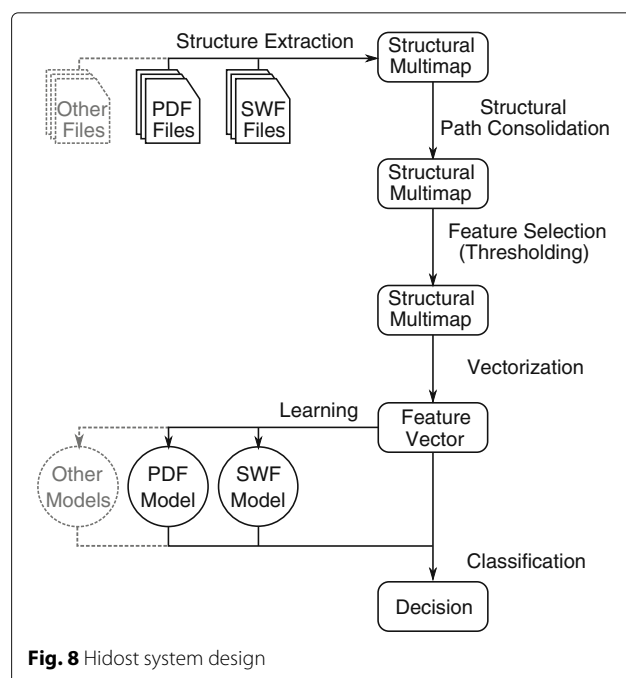 Structure Extraction
Structural
Multimap
Other
Files
PDF
Files
SWF
Files
Structural
Path Consolidation
Structural
Multimap
Feature Selection
(Thresholding)
Structural
Multimap
Vectorization
Learning
Feature
Vector
Other
Models
PDF
Model
SWF
Model
Classification
Decision
Fig. 8 Hidost system design